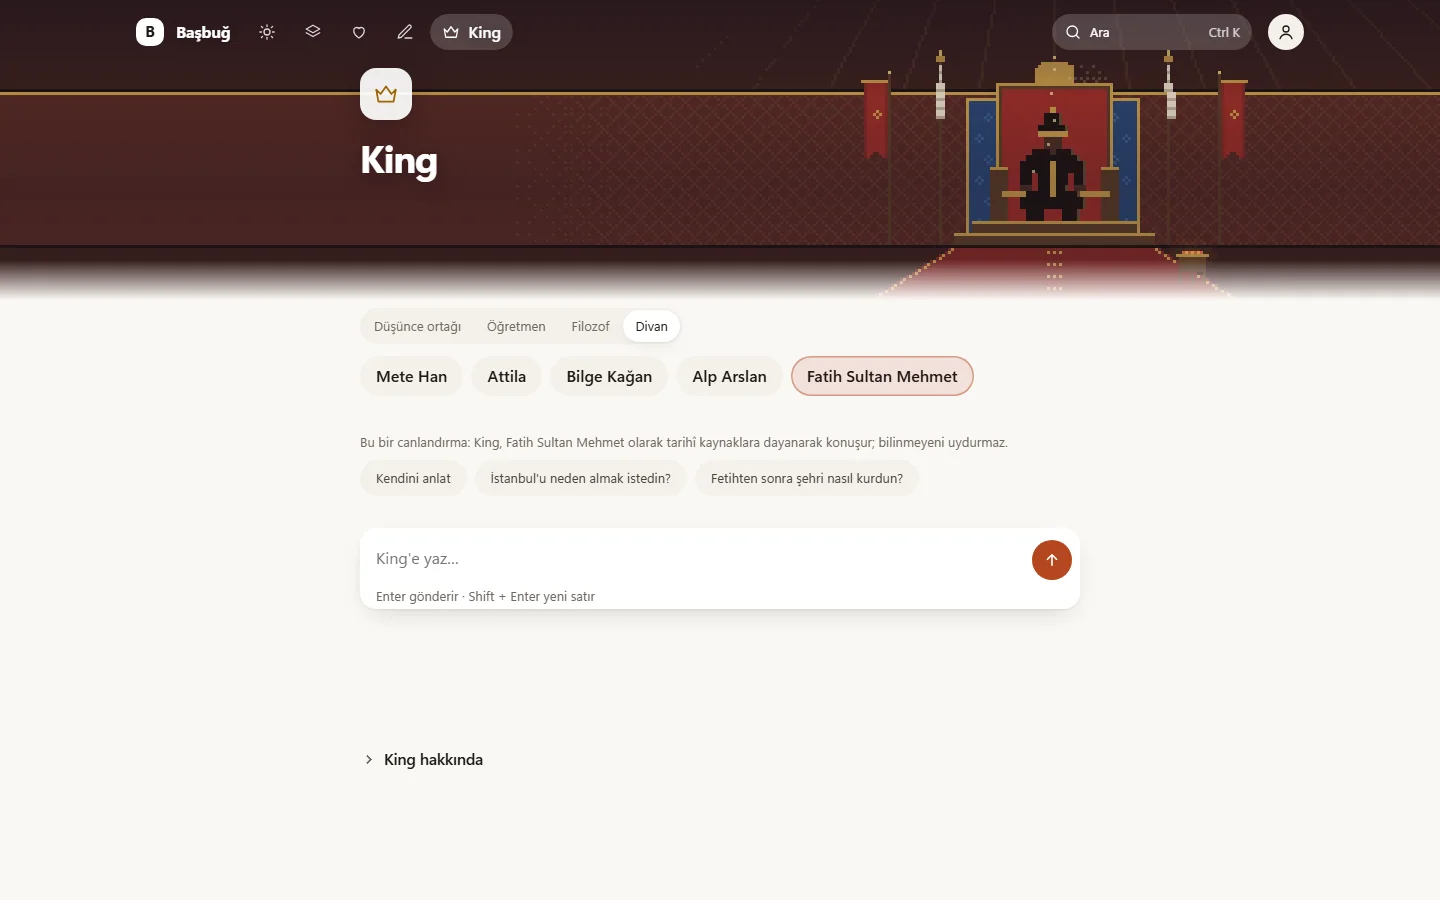 B Başbuğ King Ara Ctrl K
King
Düşünce ortağı Öğretmen Filozof Divan
Mete Han Attila Bilge Kağan Alp Arslan Fatih Sultan Mehmet
Bu bir canlandırma: King, Fatih Sultan Mehmet olarak tarihî kaynaklara dayanarak konuşur; bilinmeyeni uydurmaz.
Kendini anlat İstanbul'u neden almak istedin? Fetihten sonra şehri nasıl kurdun?
King'e yaz...
Enter gönderir · Shift + Enter yeni satır
King hakkında